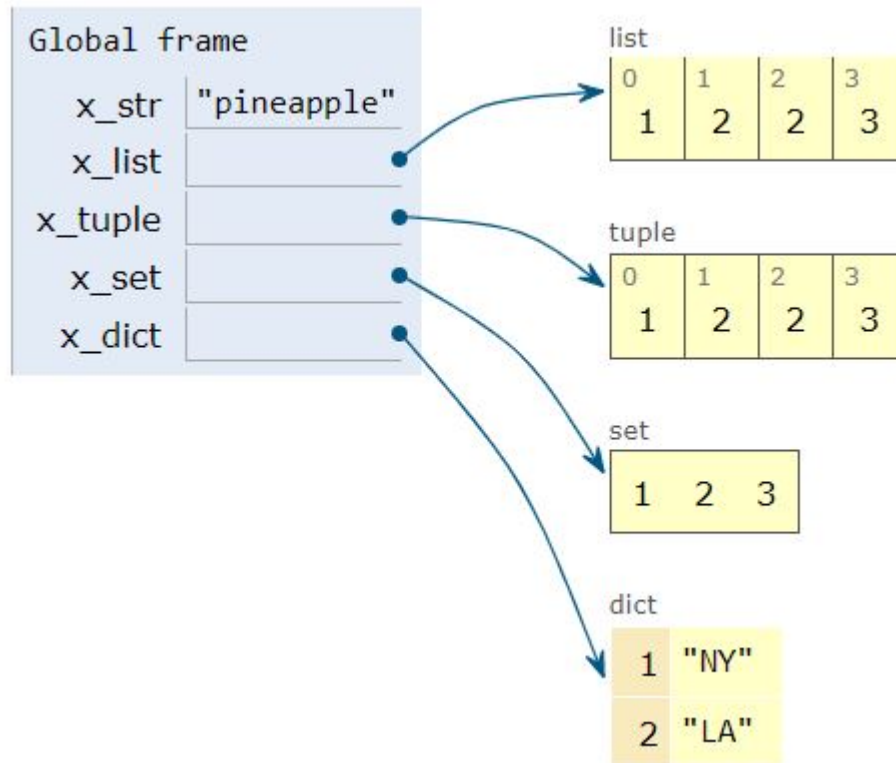 Global frame
x_str "pineapple"
x_list
x_tuple
x_set
x_dict
list
0 1 2 3
1 2 2 3
tuple
0 1 2 3
1 2 2 3
set
1 2 3
dict
1 "NY"
2 "LA"